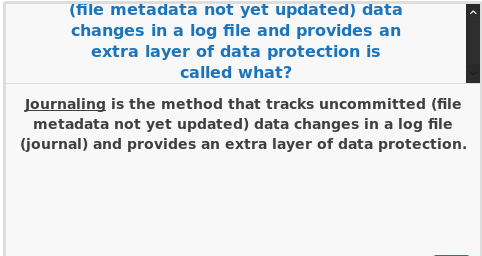 (file metadata not yet updated) data
changes in a log file and provides an
extra layer of data protection is
called what?
Journaling is the method that tracks uncommitted (file
metadata not yet updated) data changes in a log file
(journal) and provides an extra layer of data protection.